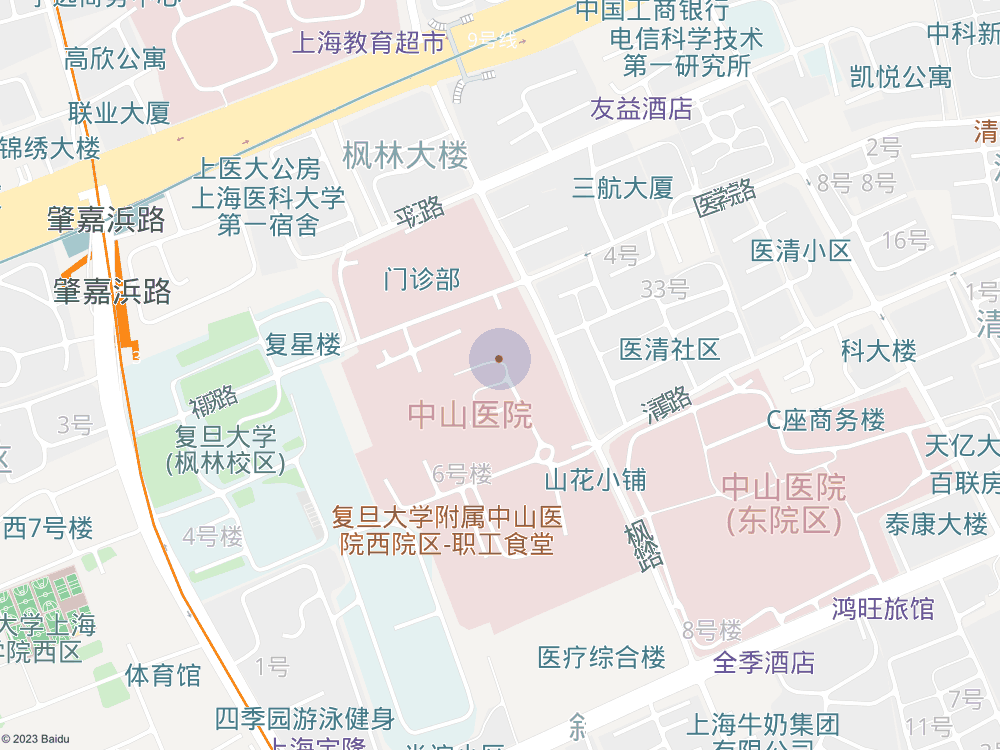 中国工商银行
上海教育超市
9号线
电信科学技术
第一研究所
中科新
高欣公寓
凯悦公寓
联业大厦
友益酒店
清
锦绣大楼
枫林大楼
2号
上医大公房
上海医科大学
第一宿舍
三航大厦
医学院路
8号
8号
肇嘉浜路
平江路
16号
医清小区
4号
门诊部
肇嘉浜路
33号
1号
清
复星楼
医清社区
科大楼
清真路
3号
中山医院
C座商务楼
复旦大学
(枫林校区)
天亿大
区
6号楼
山花小铺
中山医院
(东院区)
百联房
复旦大学附属中山医
院西院区-职工食堂
西7号楼
4号楼
枫林路
泰康大楼
鸿旺旅馆
大学上海
学院西区
8号楼
医疗综合楼
全季酒店
体育馆
1号
7号
四季园游泳健身
上海牛奶集团
有限公司
11号
斜
上海宝隆
© 2023 Baidu